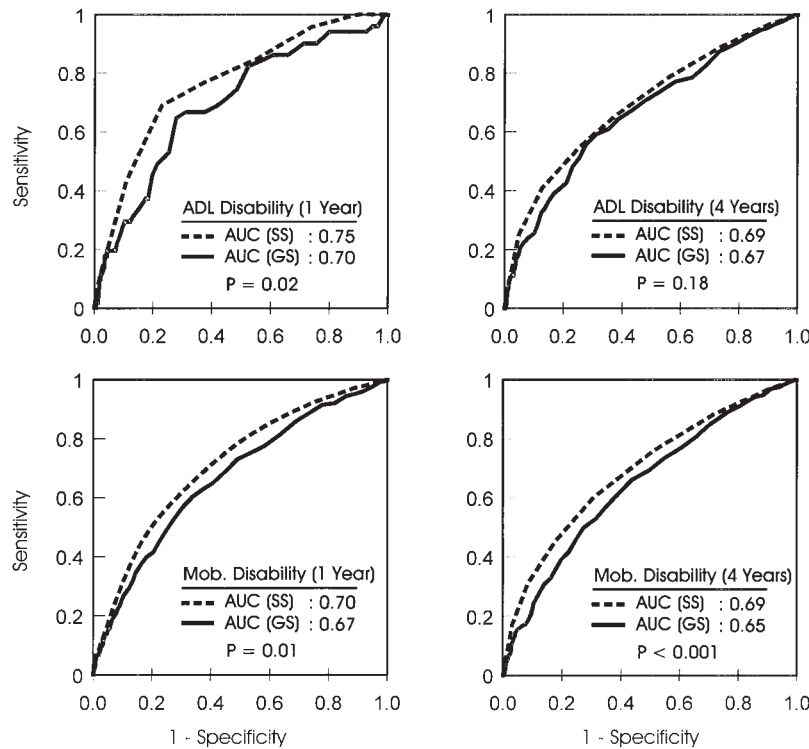 1
0.8
0.6
0.4
0.2
0
Sensitivity
ADL Disability (1 Year)
AUC (SS) : 0.75
AUC (GS) : 0.70
P = 0.02
0.0 0.2 0.4 0.6 0.8 1.0
1
0.8
0.6
0.4
0.2
0
ADL Disability (4 Years)
AUC (SS) : 0.69
AUC (GS) : 0.67
P = 0.18
0.0 0.2 0.4 0.6 0.8 1.0
1
0.8
0.6
0.4
0.2
0
Sensitivity
Mob. Disability (1 Year)
AUC (SS) : 0.70
AUC (GS) : 0.67
P = 0.01
0.0 0.2 0.4 0.6 0.8 1.0
1 - Specificity
1
0.8
0.6
0.4
0.2
0
Mob. Disability (4 Years)
AUC (SS) : 0.69
AUC (GS) : 0.65
P < 0.001
0.0 0.2 0.4 0.6 0.8 1.0
1 - Specificity